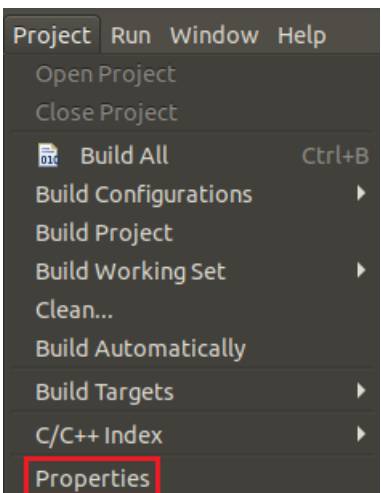 Project Run Window Help
Open Project
Close Project
010 Build All Ctrl+B
Build Configurations
Build Project
Build Working Set
Clean...
Build Automatically
Build Targets
C/C++ Index
Properties